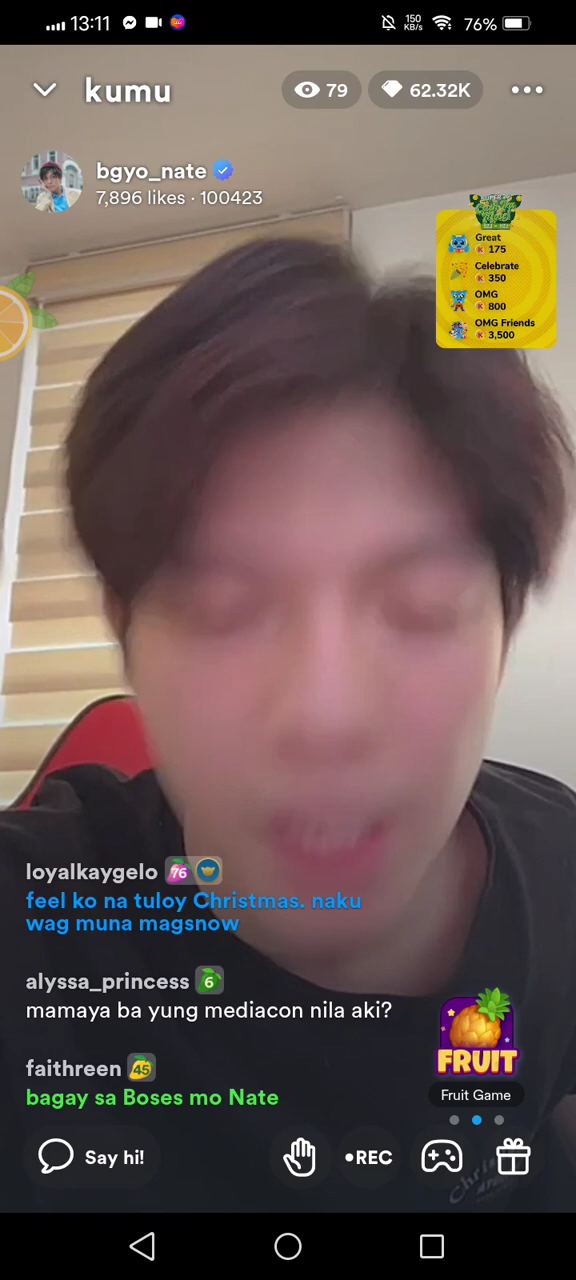 13:11
150
KB/s
76%
kumu
79
62.32K
bgyo_nate
7,896 likes · 100423
Great
K 175
Celebrate
K 350
OMG
K 800
OMG Friends
K 3,500
loyalkaygelo 76
feel ko na tuloy Christmas. naku
wag muna magsnow
alyssa_princess 6
mamaya ba yung mediacon nila aki?
faithreen 45
bagay sa Boses mo Nate
FRUIT
Fruit Game
Say hi!
•REC